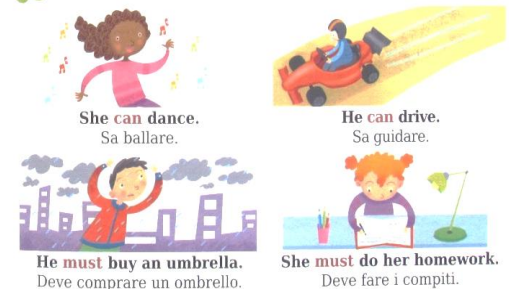 She can dance.
Sa ballare.
He can drive.
Sa guidare.
He must buy an umbrella.
Deve comprare un ombrello.
She must do her homework.
Deve fare i compiti.